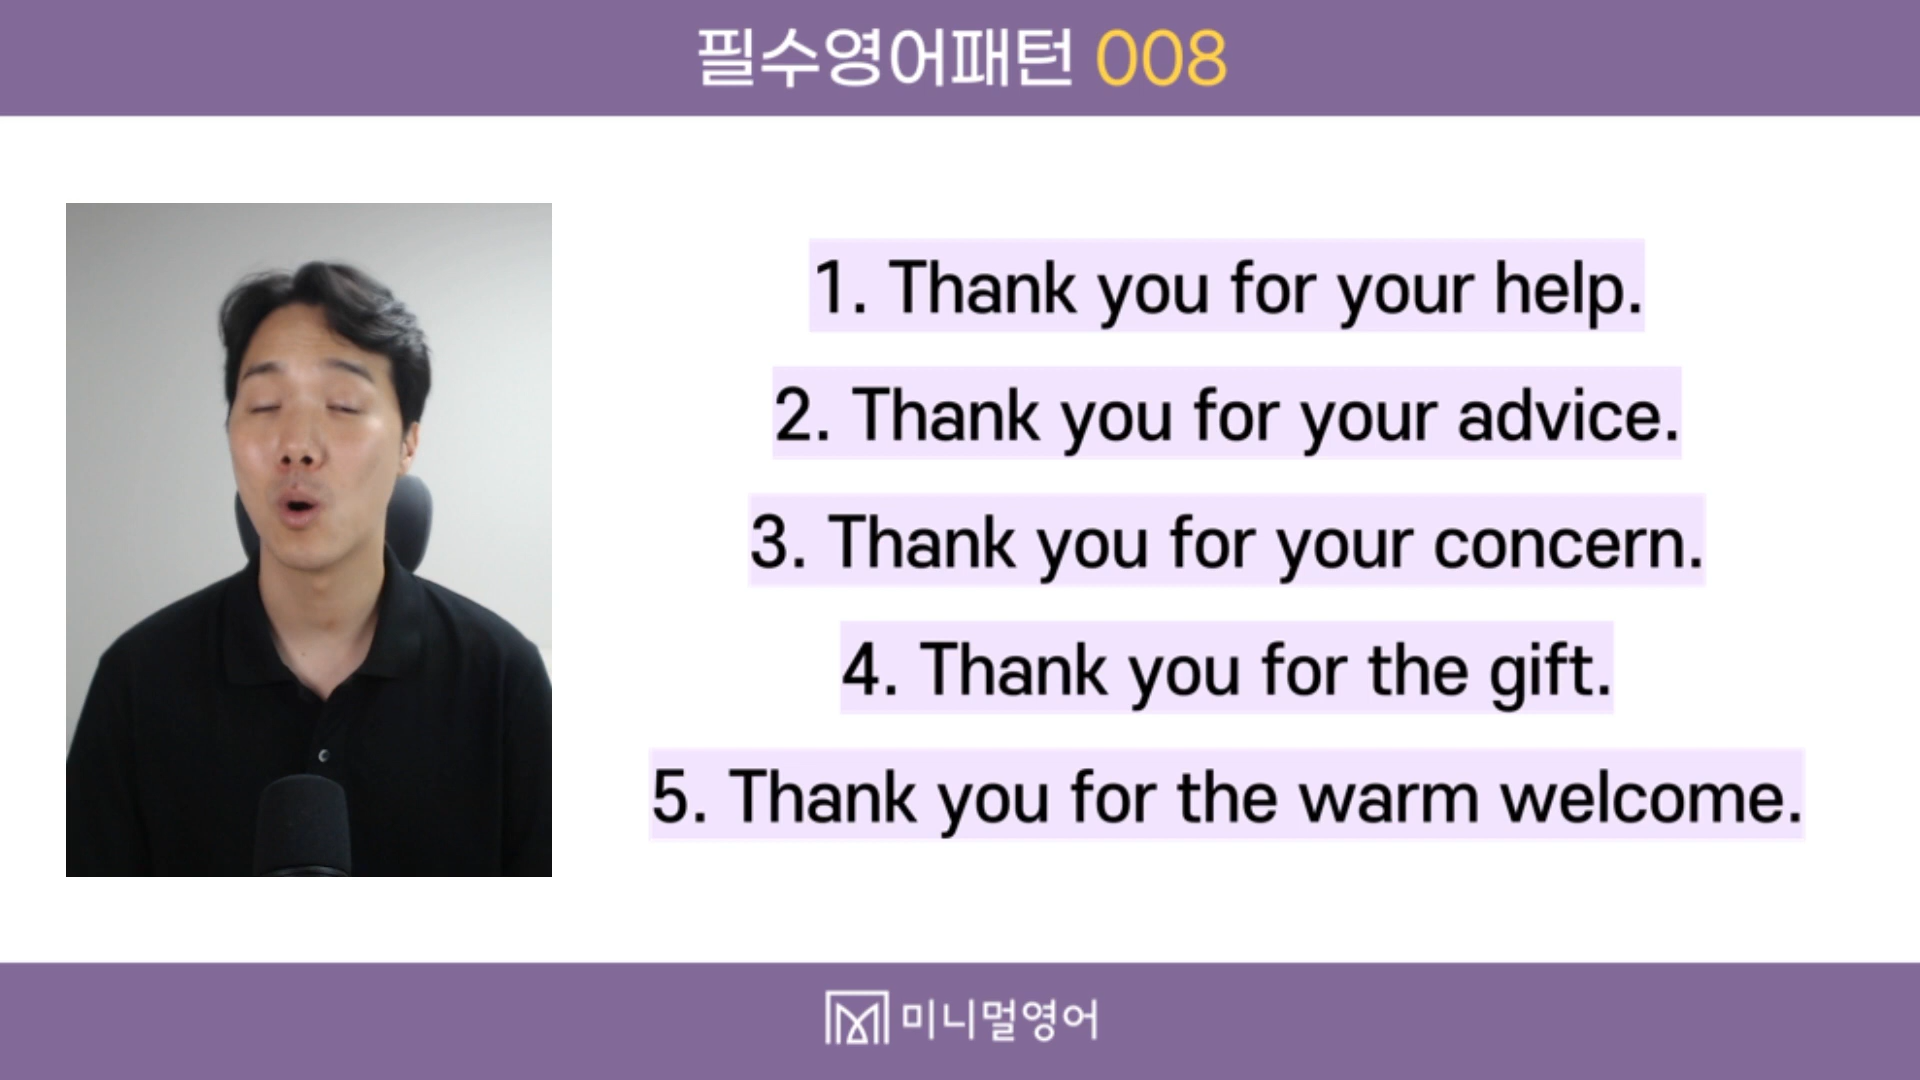 필수영어패턴 008
1. Thank you for your help.
2. Thank you for your advice.
3. Thank you for your concern.
4. Thank you for the gift.
5. Thank you for the warm welcome.
미니멀영어